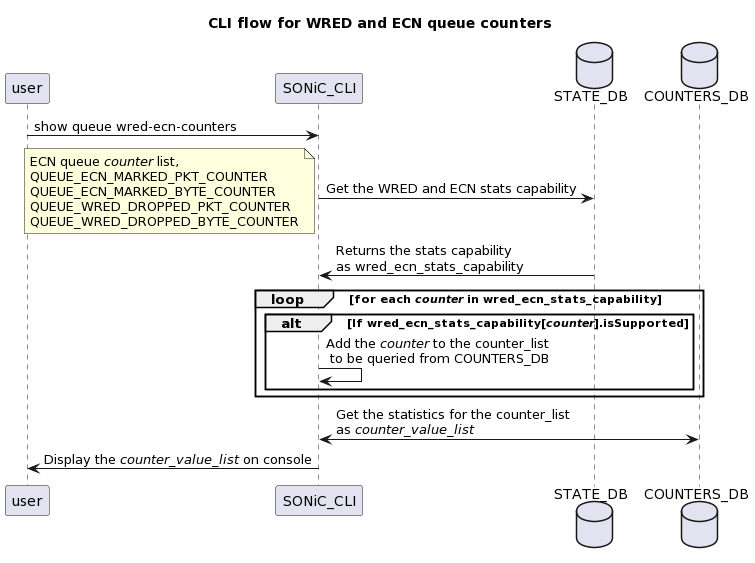 CLI flow for WRED and ECN queue counters
user
SONiC_CLI
STATE_DB
COUNTERS_DB
show queue wred-ecn-counters
ECN queue counter list,
QUEUE_ECN_MARKED_PKT_COUNTER
QUEUE_ECN_MARKED_BYTE_COUNTER
QUEUE_WRED_DROPPED_PKT_COUNTER
QUEUE_WRED_DROPPED_BYTE_COUNTER
Get the WRED and ECN stats capability
Returns the stats capability
as wred_ecn_stats_capability
loop
[for each counter in wred_ecn_stats_capability]
alt
[If wred_ecn_stats_capability[counter].isSupported]
Add the counter to the counter_list
to be queried from COUNTERS_DB
Get the statistics for the counter_list
as counter_value_list
Display the counter_value_list on console
user
SONiC_CLI
STATE_DB
COUNTERS_DB